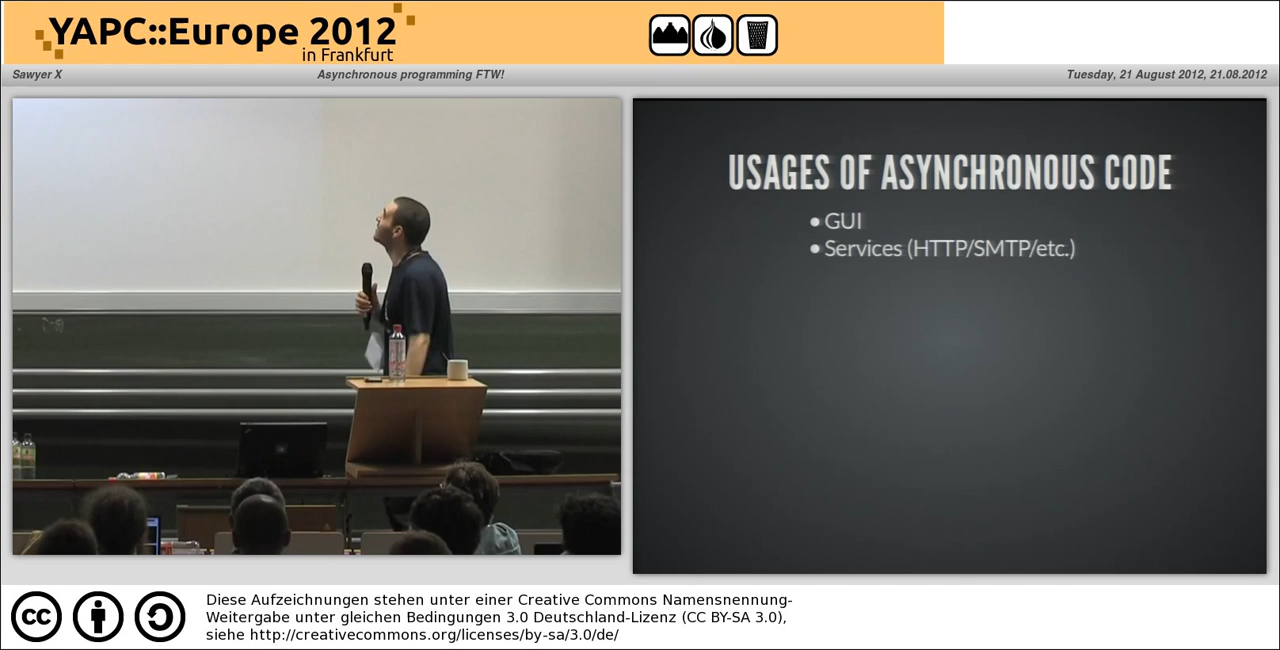 YAPC::Europe 2012
in Frankfurt
Sawyer X
Asynchronous programming FTW!
Tuesday, 21 August 2012, 21.08.2012
USAGES OF ASYNCHRONOUS CODE
• GUI
• Services (HTTP/SMTP/etc.)
cc
Diese Aufzeichnungen stehen unter einer Creative Commons Namensnennung-
Weitergabe unter gleichen Bedingungen 3.0 Deutschland-Lizenz (CC BY-SA 3.0),
siehe http://creativecommons.org/licenses/by-sa/3.0/de/